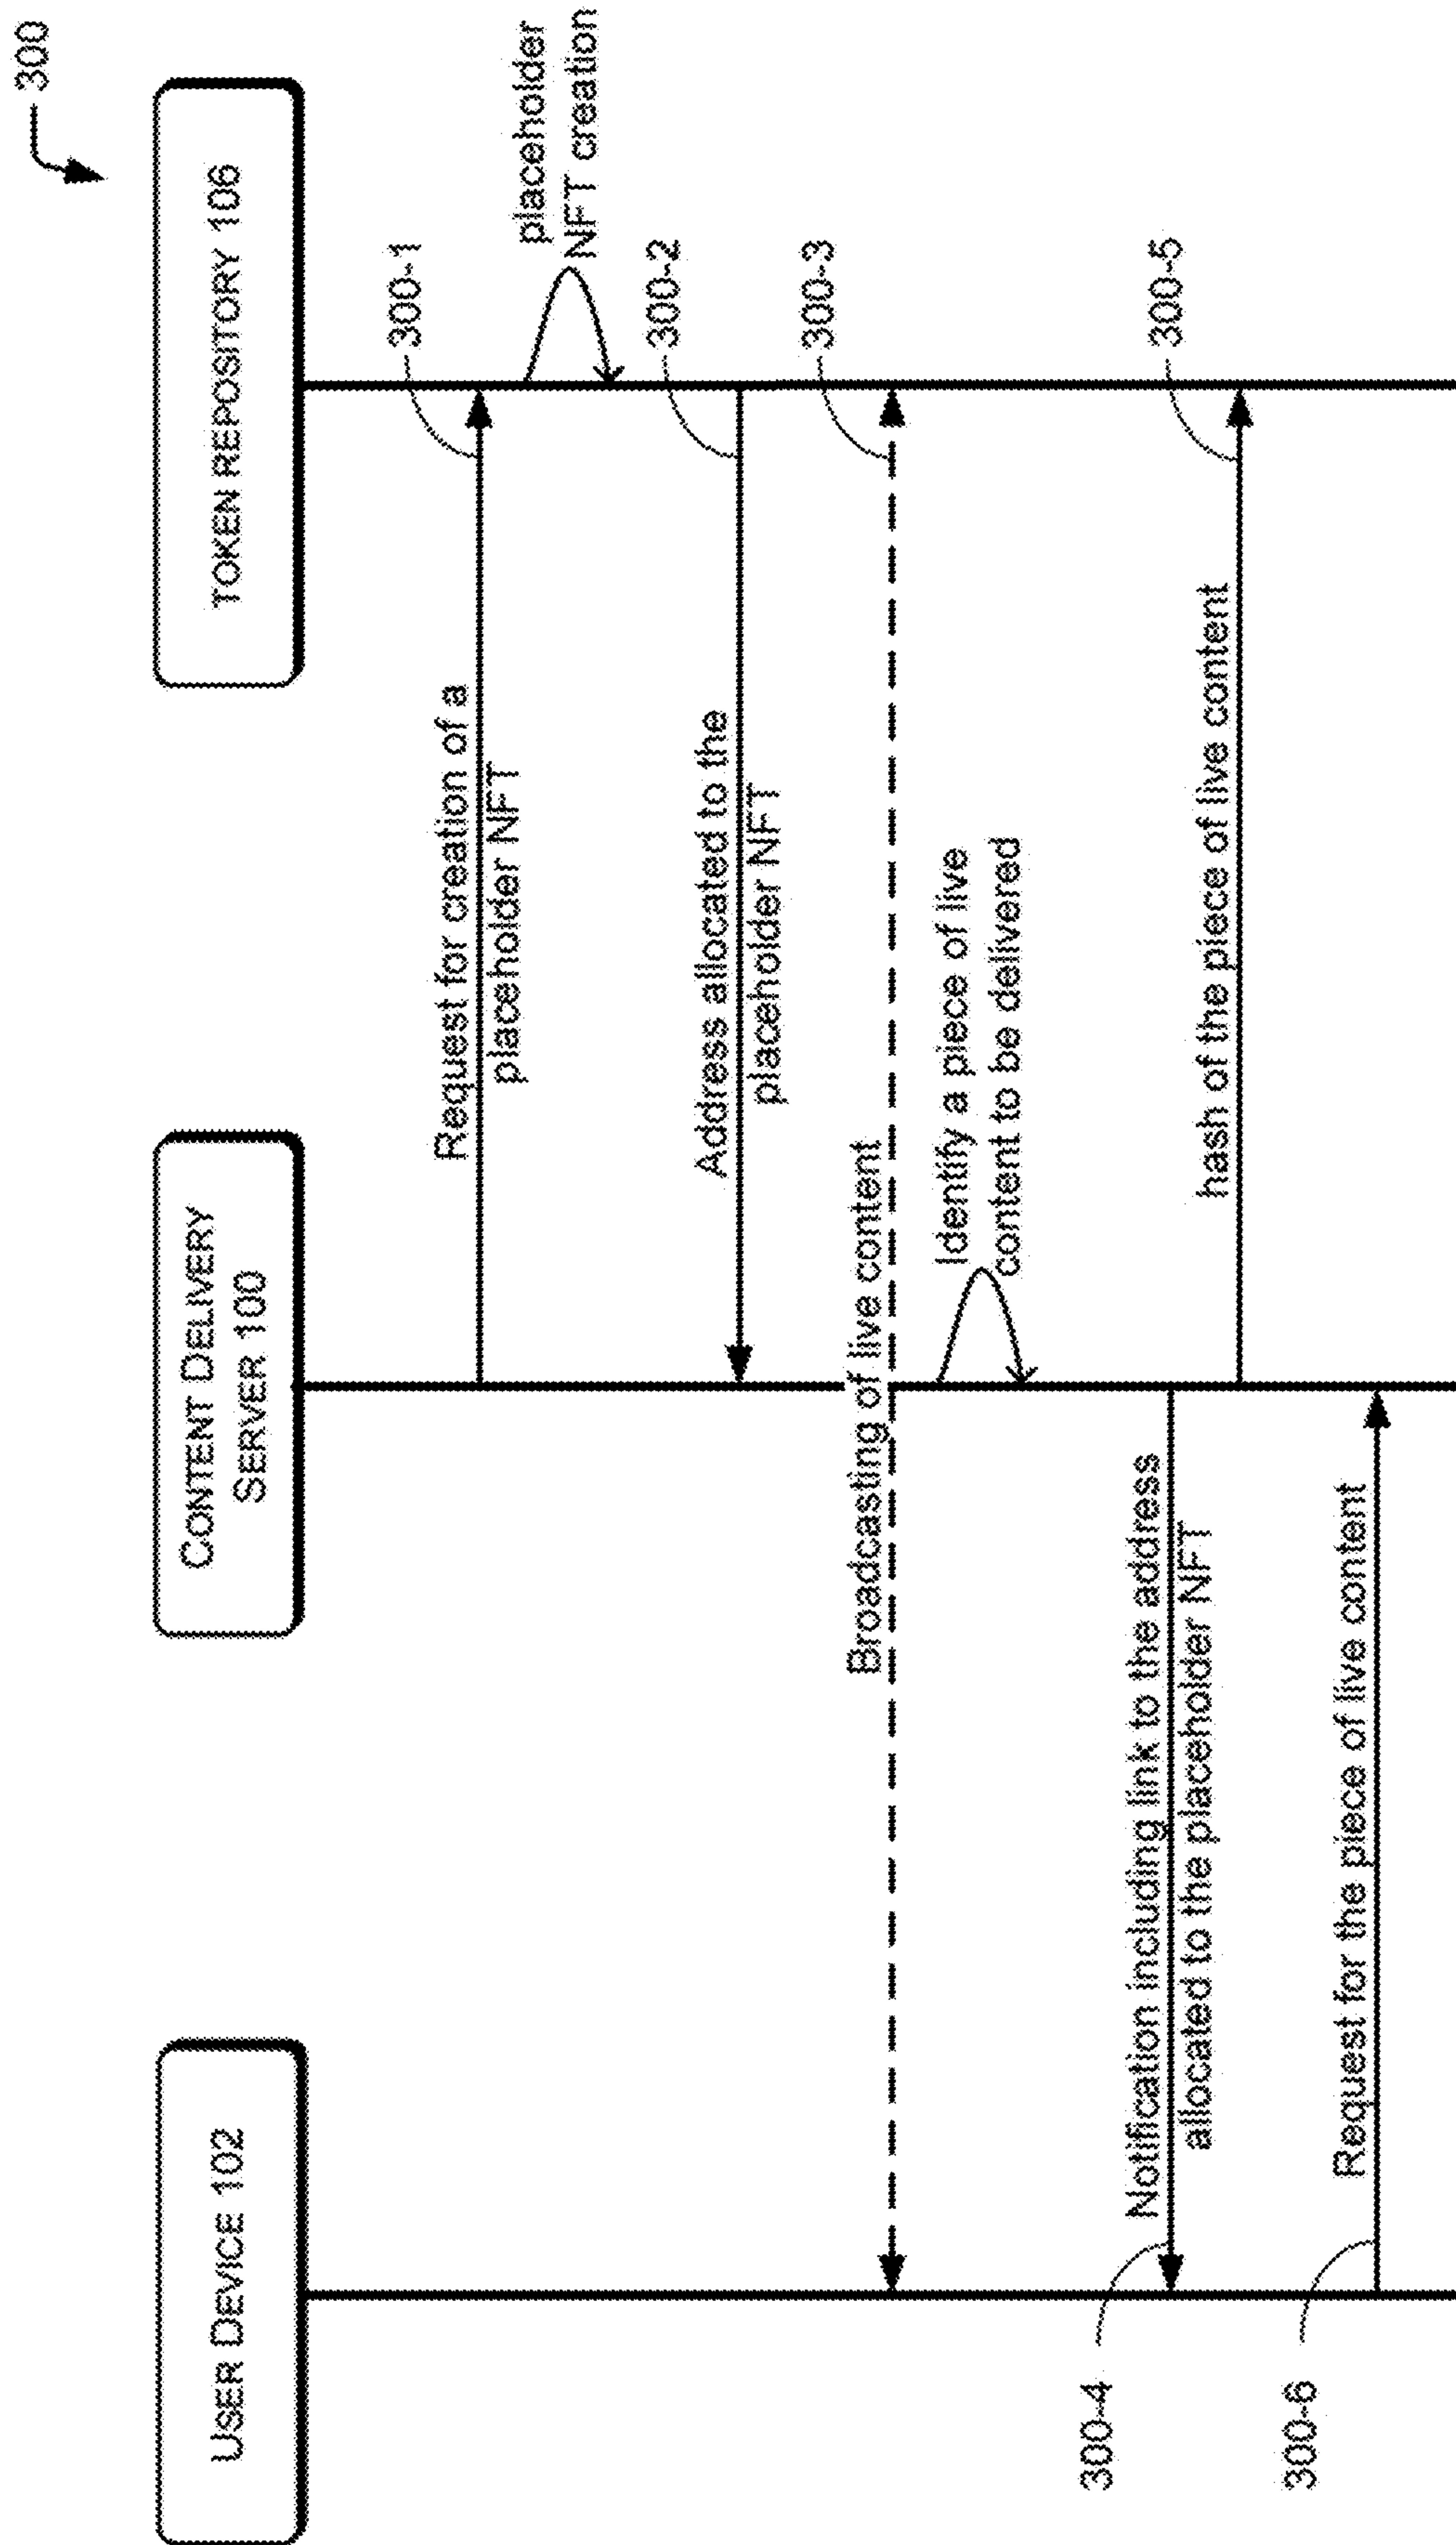 300
USER DEVICE 102
CONTENT DELIVERY
SERVER 100
TOKEN REPOSITORY 106
300-1
Request for creation of a
placeholder NFT
placeholder
NFT creation
300-2
Address allocated to the
placeholder NFT
300-3
Broadcasting of live content
Identify a piece of live
content to be delivered
300-4
Notification including link to the address
allocated to the placeholder NFT
300-5
hash of the piece of live content
300-6
Request for the piece of live content